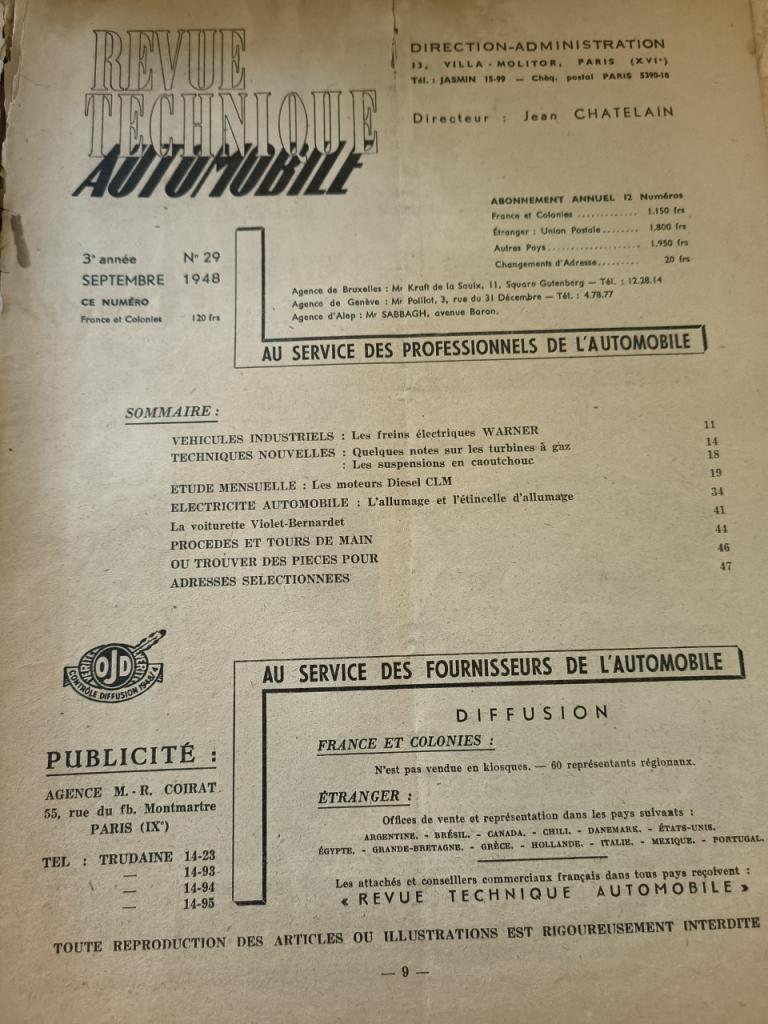 REVUE
TECHNIQUE
AUTOMOBILE
DIRECTION-ADMINISTRATION
13, VILLA - MOLITOR, PARIS (XVIᵉ)
Tél. : JASMIN 15-99 — Chèq. postal PARIS 5390-18
Directeur : Jean CHATELAIN
ABONNEMENT ANNUEL 12 Numéros
France et Colonies ............ 1.150 frs
Étranger : Union Postale........ 1,800 frs
Autres Pays.................... 1,950 frs
Changements d'Adresse......... 20 frs
3ᵉ année N° 29
SEPTEMBRE 1948
CE NUMÉRO
France et Colonies 120 frs
Agence de Bruxelles : Mr Kraft de la Saulx, 11, Square Gutenberg — Tél. : 12.28.14
Agence de Genève : Mr Poillot, 3, rue du 31 Décembre — Tél. : 4.78.77
Agence d'Alep : Mr SABBAGH, avenue Baron.
AU SERVICE DES PROFESSIONNELS DE L'AUTOMOBILE
SOMMAIRE :
VEHICULES INDUSTRIELS : Les freins électriques WARNER 11
TECHNIQUES NOUVELLES : Quelques notes sur les turbines à gaz 14
: Les suspensions en caoutchouc 18
ETUDE MENSUELLE : Les moteurs Diesel CLM 19
ELECTRICITE AUTOMOBILE : L'allumage et l'étincelle d'allumage 34
La voiturette Violet-Bernardet 41
PROCEDES ET TOURS DE MAIN 44
OU TROUVER DES PIECES POUR 46
ADRESSES SELECTIONNEES 47
OJD
CONTRÔLE DIFFUSION 1946/7
AU SERVICE DES FOURNISSEURS DE L'AUTOMOBILE
DIFFUSION
FRANCE ET COLONIES :
N'est pas vendue en kiosques. — 60 représentants régionaux.
ÉTRANGER :
Offices de vente et représentation dans les pays suivants :
ARGENTINE. - BRÉSIL. - CANADA. - CHILI. - DANEMARK. - ÉTATS-UNIS.
ÉGYPTE. - GRANDE-BRETAGNE. - GRÈCE. - HOLLANDE. - ITALIE. - MEXIQUE. - PORTUGAL.
Les attachés et conseillers commerciaux français dans tous pays reçoivent :
« REVUE TECHNIQUE AUTOMOBILE »
PUBLICITÉ :
AGENCE M.-R. COIRAT
55, rue du fb. Montmartre
PARIS (IXᵉ)
TEL : TRUDAINE 14-23
— 14-93
— 14-94
— 14-95
TOUTE REPRODUCTION DES ARTICLES OU ILLUSTRATIONS EST RIGOUREUSEMENT INTERDITE
— 9 —